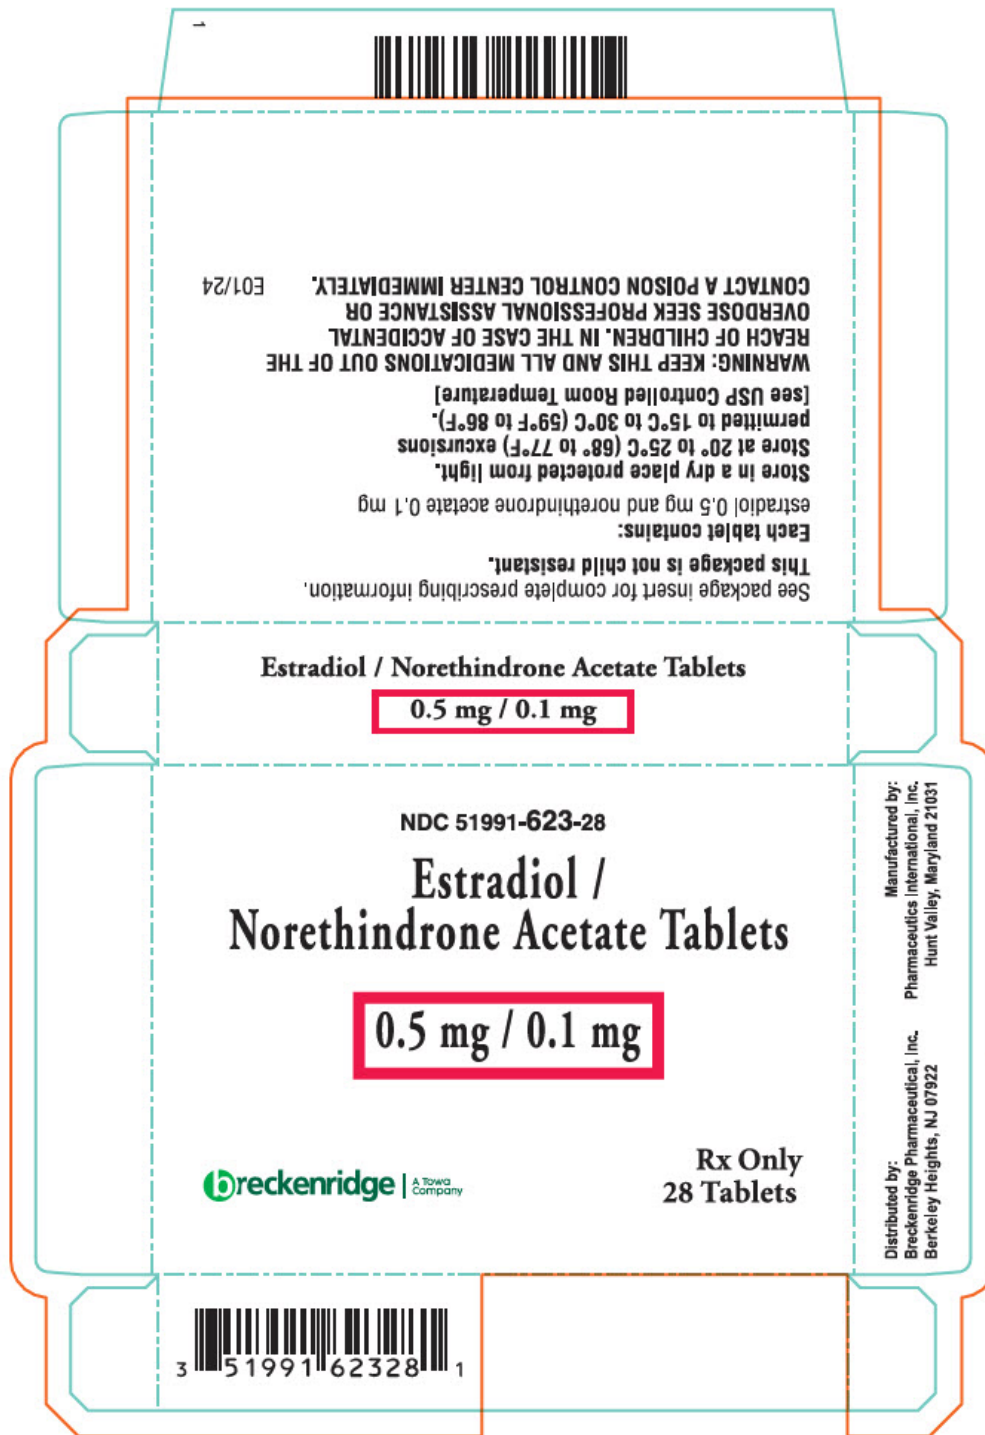 1
See package insert for complete prescribing information.
This package is not child resistant.
Each tablet contains:
estradiol 0.5 mg and norethindrone acetate 0.1 mg
Store in a dry place protected from light.
Store at 20° to 25°C (68° to 77°F) excursions
permitted to 15°C to 30°C (59°F to 86°F).
[see USP Controlled Room Temperature]
WARNING: KEEP THIS AND ALL MEDICATIONS OUT OF THE
REACH OF CHILDREN. IN THE CASE OF ACCIDENTAL
OVERDOSE SEEK PROFESSIONAL ASSISTANCE OR
CONTACT A POISON CONTROL CENTER IMMEDIATELY. E01/24
Estradiol / Norethindrone Acetate Tablets
0.5 mg / 0.1 mg
NDC 51991-623-28
Estradiol /
Norethindrone Acetate Tablets
0.5 mg / 0.1 mg
breckenridge
A Towa
Company
Rx Only
28 Tablets
Distributed by:
Breckenridge Pharmaceutical, Inc.
Berkeley Heights, NJ 07922
Manufactured by:
Pharmaceutics International, Inc.
Hunt Valley, Maryland 21031
3 51991 62328 1